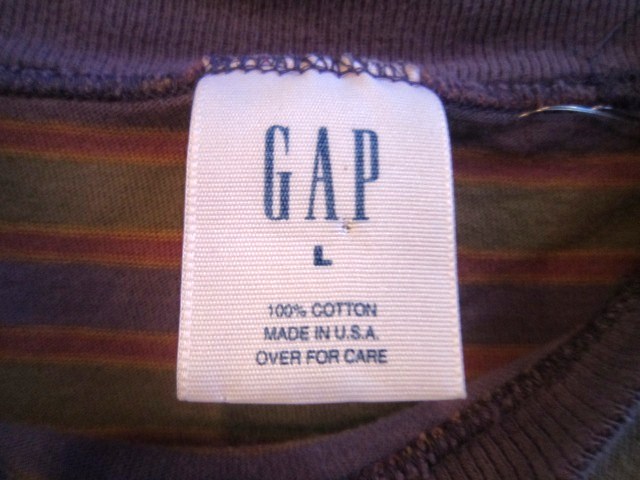 GAP
L
100% COTTON
MADE IN U.S.A.
OVER FOR CARE